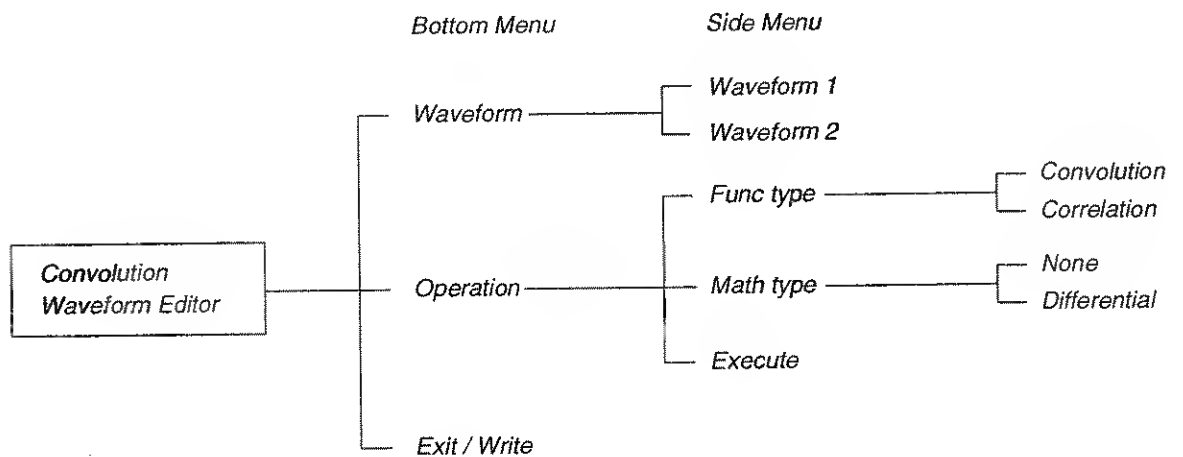 Bottom Menu
Side Menu
Waveform
Waveform 1
Waveform 2
Func type
Convolution
Correlation
Convolution
Waveform Editor
Operation
Math type
None
Differential
Execute
Exit / Write